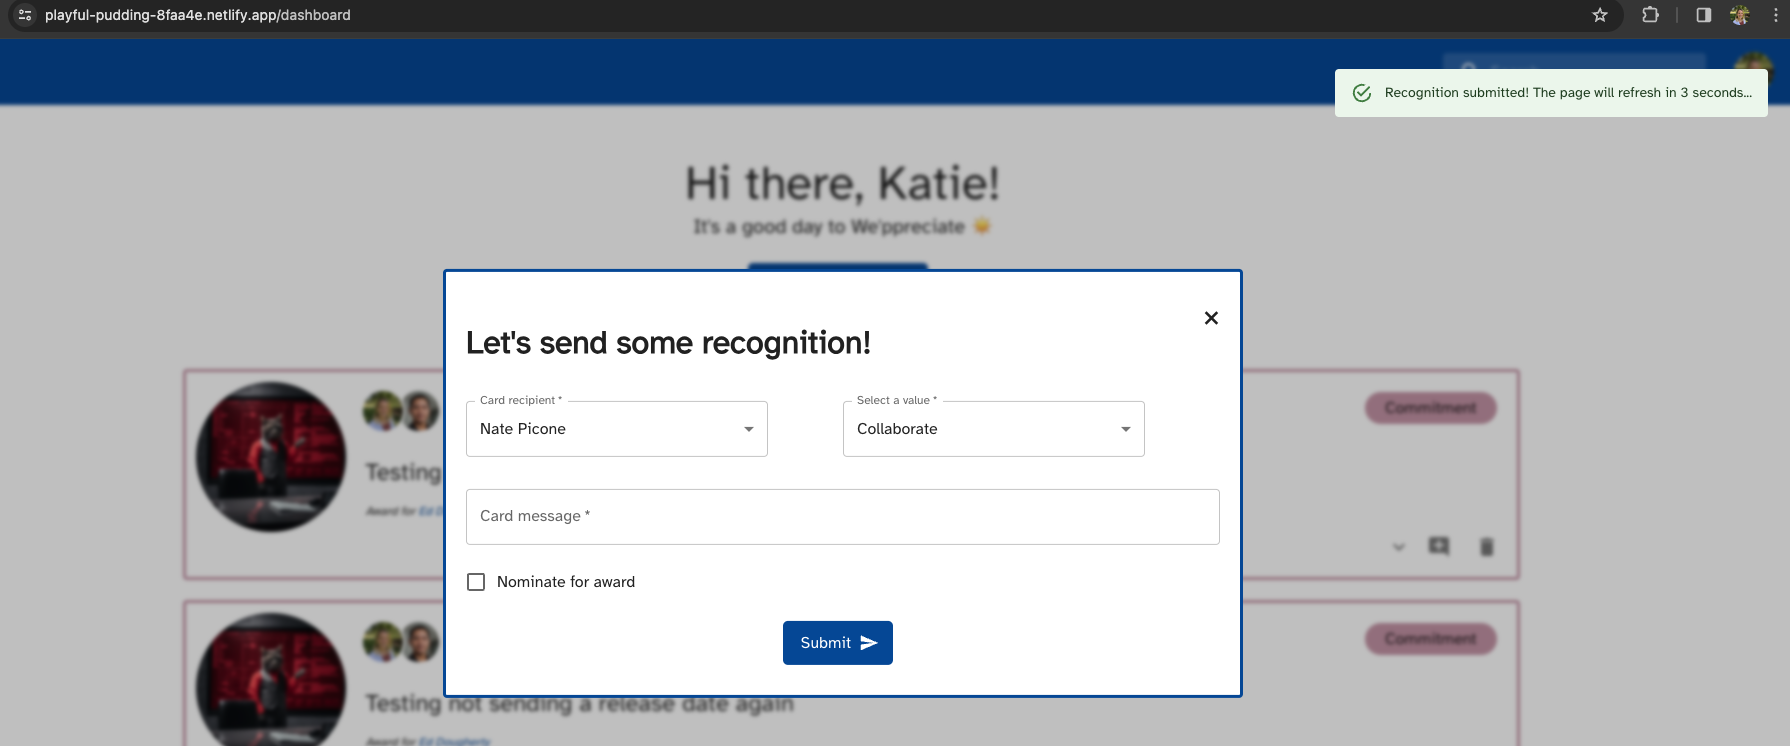 playful-pudding-8faa4e.netlify.app/dashboard
Recognition submitted! The page will refresh in 3 seconds...
Hi there, Katie!
It's a good day to We'ppreciate
Let's send some recognition!
Card recipient *
Select a value *
Nate Picone
Collaborate
Commitment
Testing
Award for Ed D
Card message *
Nominate for award
Submit
Commitment
Testing not sending a release date again
Award for Ed Dougherty